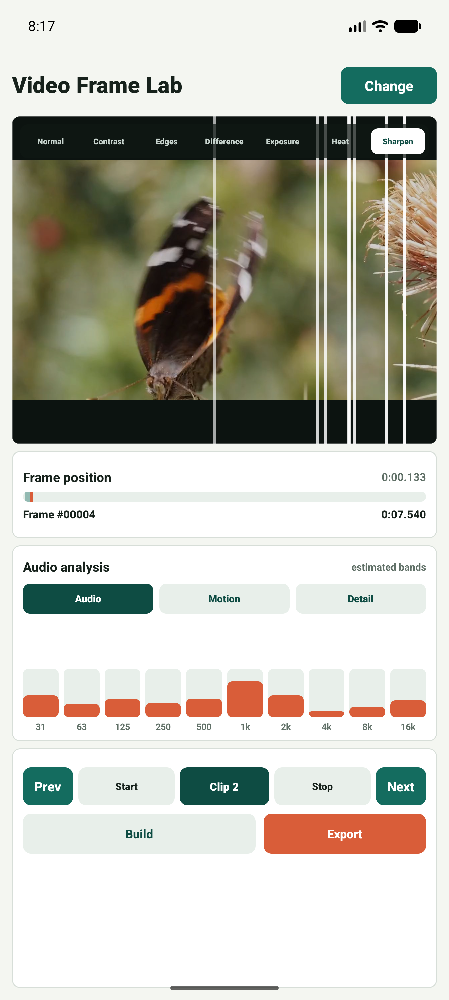 8:17
Video Frame Lab
Change
Normal Contrast Edges Difference Exposure Heat Sharpen
Frame position 0:00.133
Frame #00004 0:07.540
Audio analysis estimated bands
Audio Motion Detail
31 63 125 250 500 1k 2k 4k 8k 16k
Prev Start Clip 2 Stop Next
Build Export